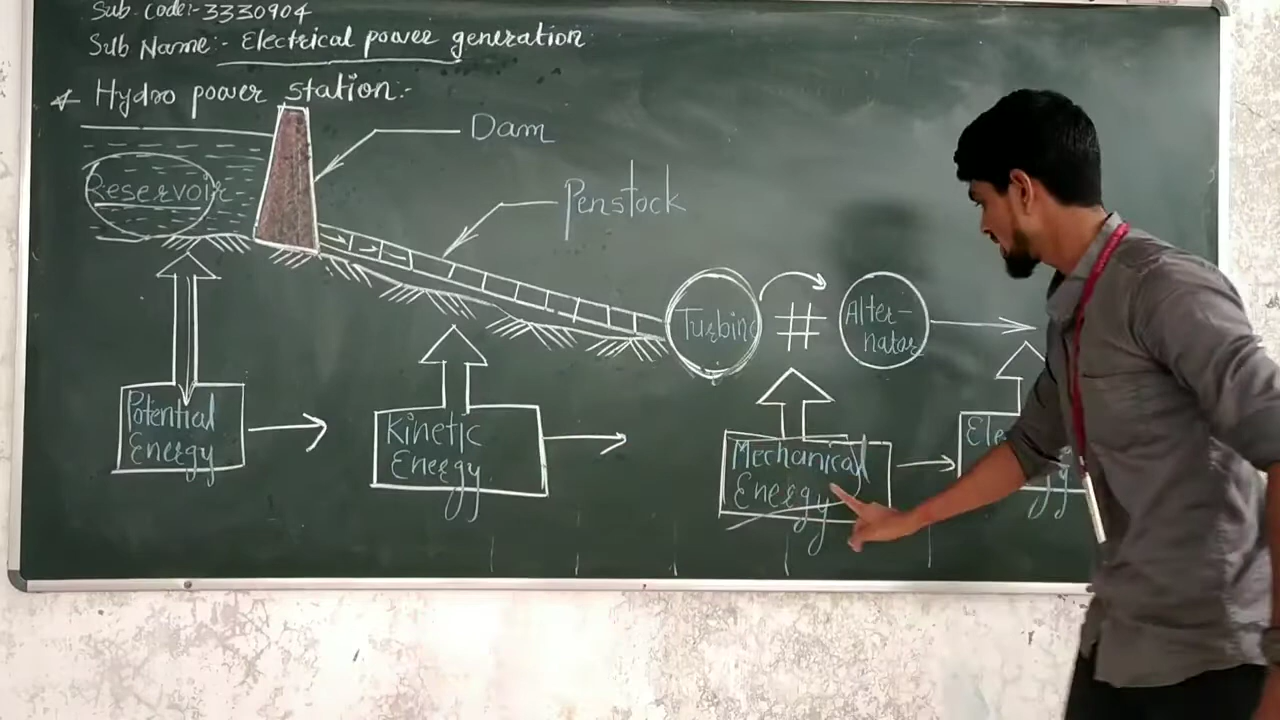 Sub. Code:- 3330904
Sub Name:- Electrical power generation
Hydro power station:-
Dam
Reservoir
Penstock
Turbine
#
Alter-
nator
Potential
Energy
Kinetic
Energy
Mechanical
Energy